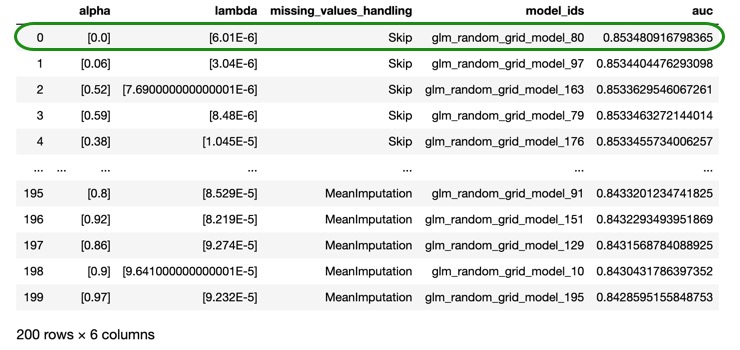 alpha lambda missing_values_handling model_ids auc
0 [0.0] [6.01E-6] Skip glm_random_grid_model_80 0.853480916798365
1 [0.06] [3.04E-6] Skip glm_random_grid_model_97 0.8534404476293098
2 [0.52] [7.690000000000001E-6] Skip glm_random_grid_model_163 0.8533629546067261
3 [0.59] [8.48E-6] Skip glm_random_grid_model_79 0.8533463272144014
4 [0.38] [1.045E-5] Skip glm_random_grid_model_176 0.8533455734006257
... ... ... ... ... ... ...
195 [0.8] [8.529E-5] MeanImputation glm_random_grid_model_91 0.8433201234741825
196 [0.92] [8.219E-5] MeanImputation glm_random_grid_model_151 0.8432293493951869
197 [0.86] [9.274E-5] MeanImputation glm_random_grid_model_129 0.8431568784088925
198 [0.9] [9.641000000000001E-5] MeanImputation glm_random_grid_model_10 0.8430431786397352
199 [0.97] [9.232E-5] MeanImputation glm_random_grid_model_195 0.8428595155848753
200 rows × 6 columns